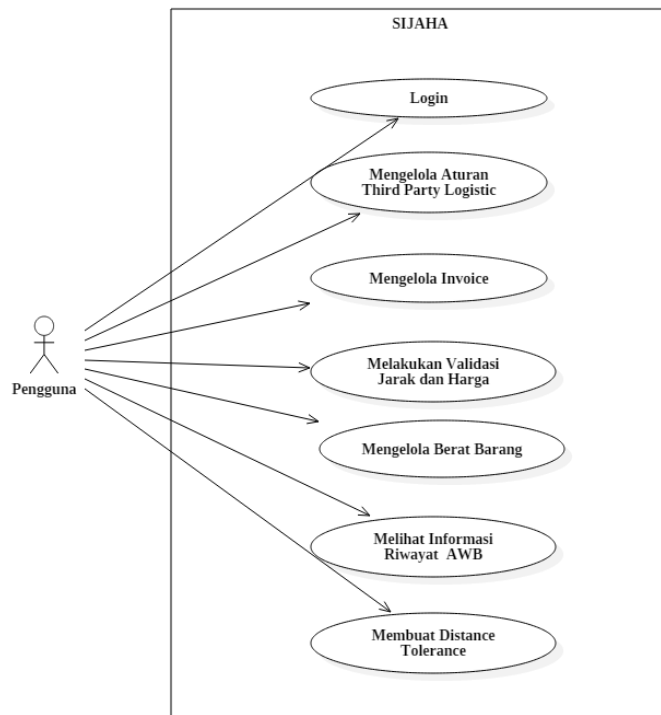 SIJAHA
Login
Mengelola Aturan
Third Party Logistic
Mengelola Invoice
Melakukan Validasi
Jarak dan Harga
Pengguna
Mengelola Berat Barang
Melihat Informasi
Riwayat AWB
Membuat Distance
Tolerance